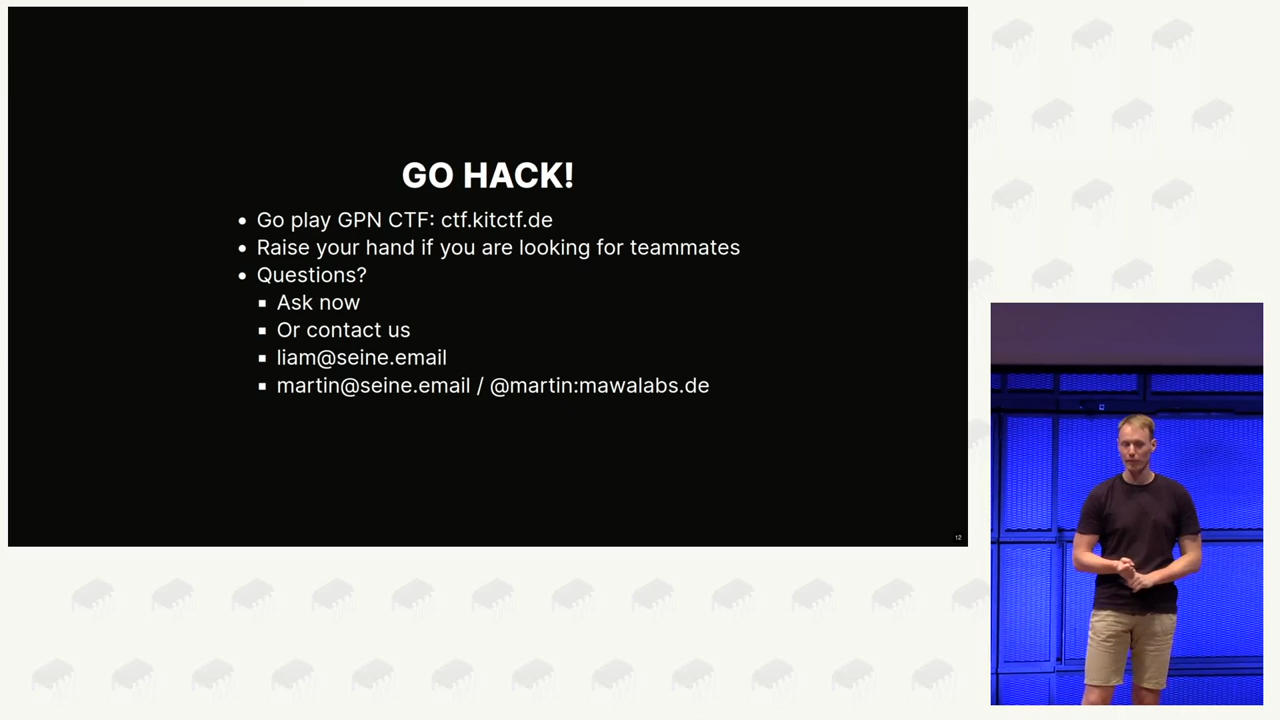 GO HACK!
Go play GPN CTF: ctf.kitctf.de
Raise your hand if you are looking for teammates
Questions?
Ask now
Or contact us
liam@seine.email
martin@seine.email / @martin:mawalabs.de
12